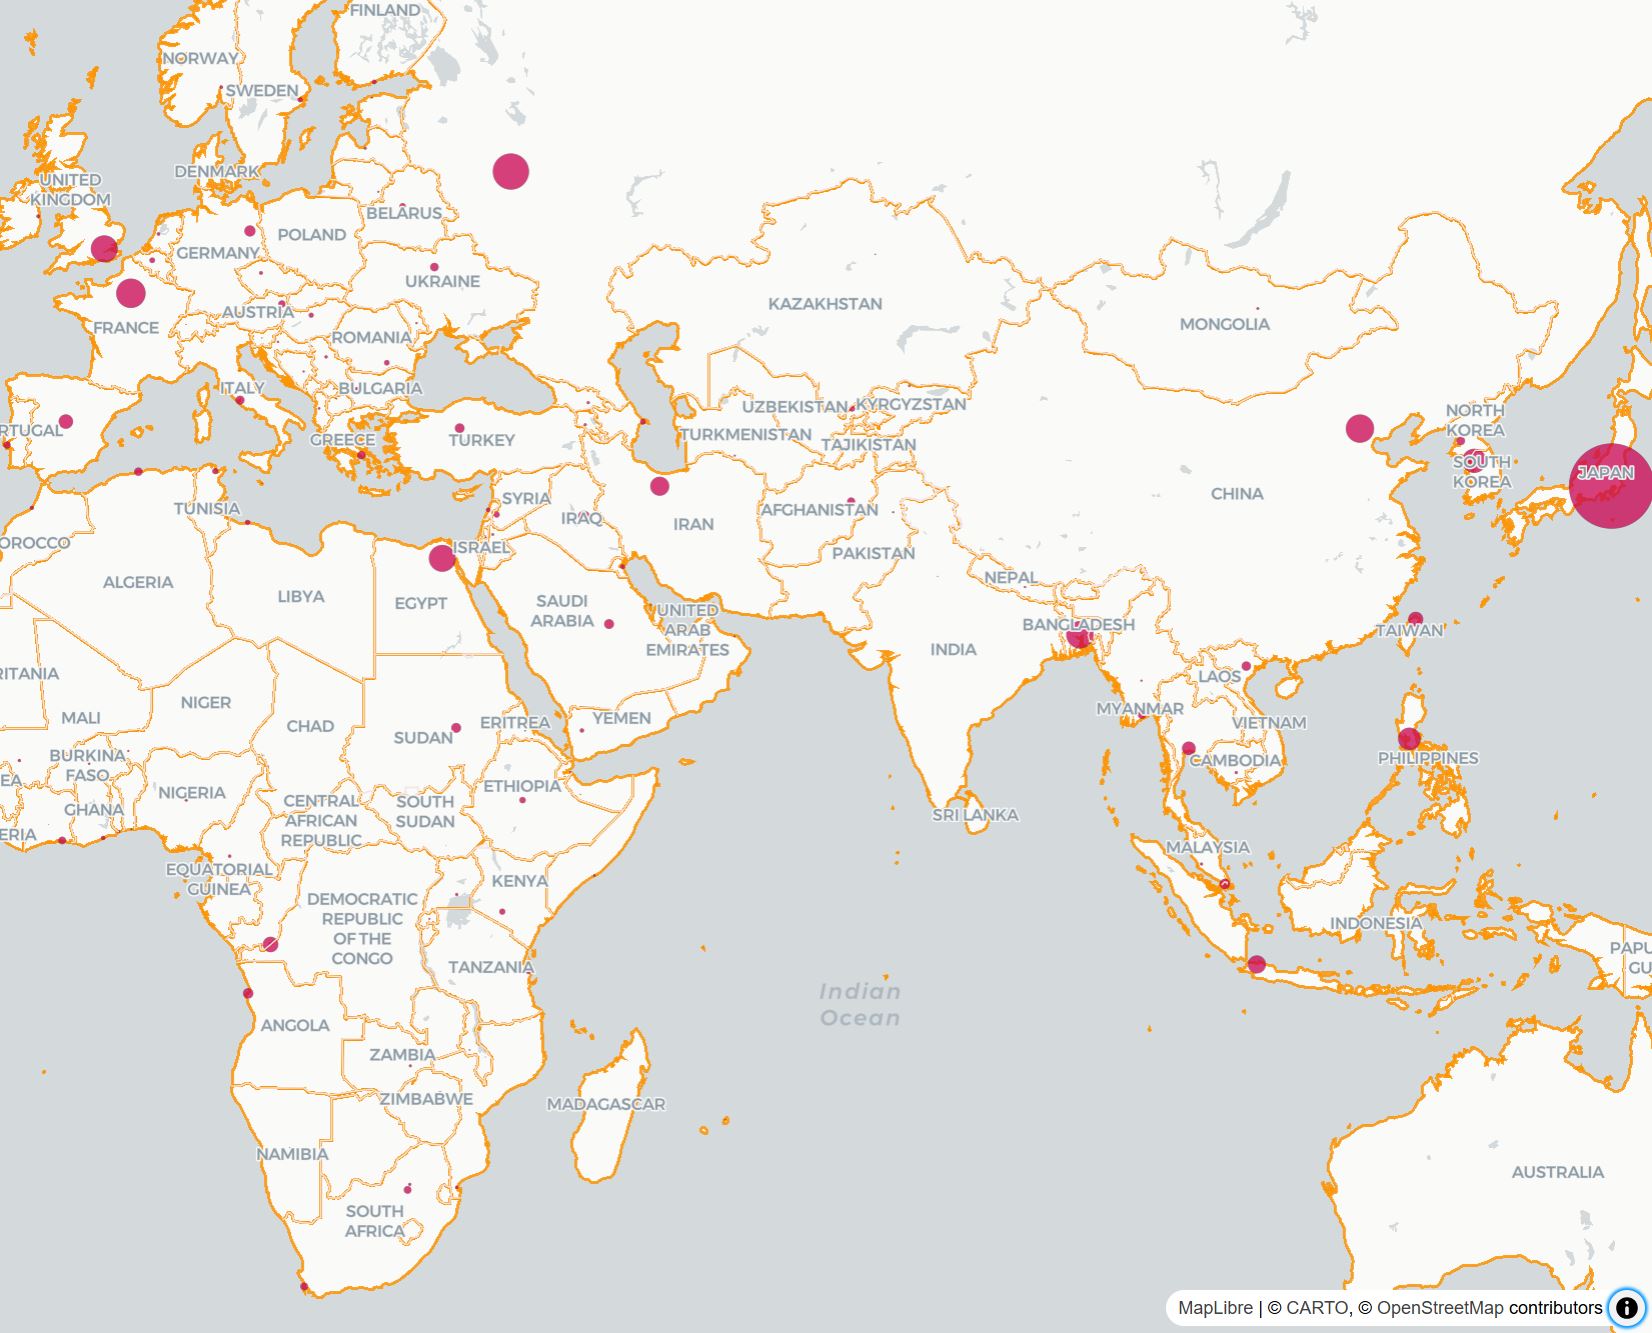 FINLAND
NORWAY
SWEDEN
DENMARK
UNITED
KINGDOM
BELARUS
POLAND
GERMANY
UKRAINE
AUSTRIA
FRANCE
ROMANIA
KAZAKHSTAN
MONGOLIA
ITALY
BULGARIA
UZBEKISTAN
KYRGYZSTAN
NORTH
KOREA
RTUGAL
GREECE
TURKEY
TURKMENISTAN
TAJIKISTAN
SOUTH
KOREA
JAPAN
SYRIA
CHINA
TUNISIA
IRAQ
IRAN
AFGHANISTAN
OROCCO
ISRAEL
PAKISTAN
ALGERIA
LIBYA
EGYPT
SAUDI
ARABIA
UNITED
ARAB
EMIRATES
NEPAL
BANGLADESH
TAIWAN
INDIA
RITANIA
LAOS
MALI
NIGER
CHAD
SUDAN
ERITREA
YEMEN
MYANMAR
VIETNAM
BURKINA
FASO
CAMBODIA
PHILIPPINES
EA
NIGERIA
ETHIOPIA
GHANA
CENTRAL
AFRICAN
REPUBLIC
SOUTH
SUDAN
SRI LANKA
ERIA
MALAYSIA
EQUATORIAL
GUINEA
KENYA
DEMOCRATIC
REPUBLIC
OF THE
CONGO
INDONESIA
PAPU
GU
TANZANIA
Indian
Ocean
ANGOLA
ZAMBIA
ZIMBABWE
MADAGASCAR
NAMIBIA
AUSTRALIA
SOUTH
AFRICA
MapLibre | © CARTO, © OpenStreetMap contributors